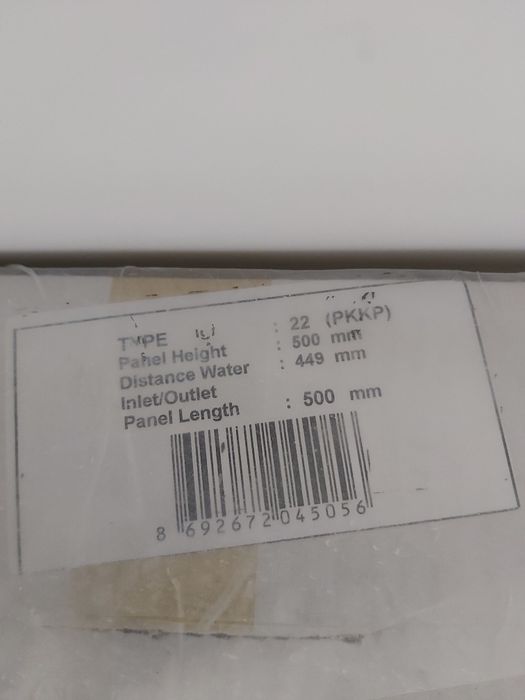 TYPE : 22 (PKKP)
Panel Height : 500 mm
Distance Water : 449 mm
Inlet/Outlet
Panel Length : 500 mm
8 692672 045056